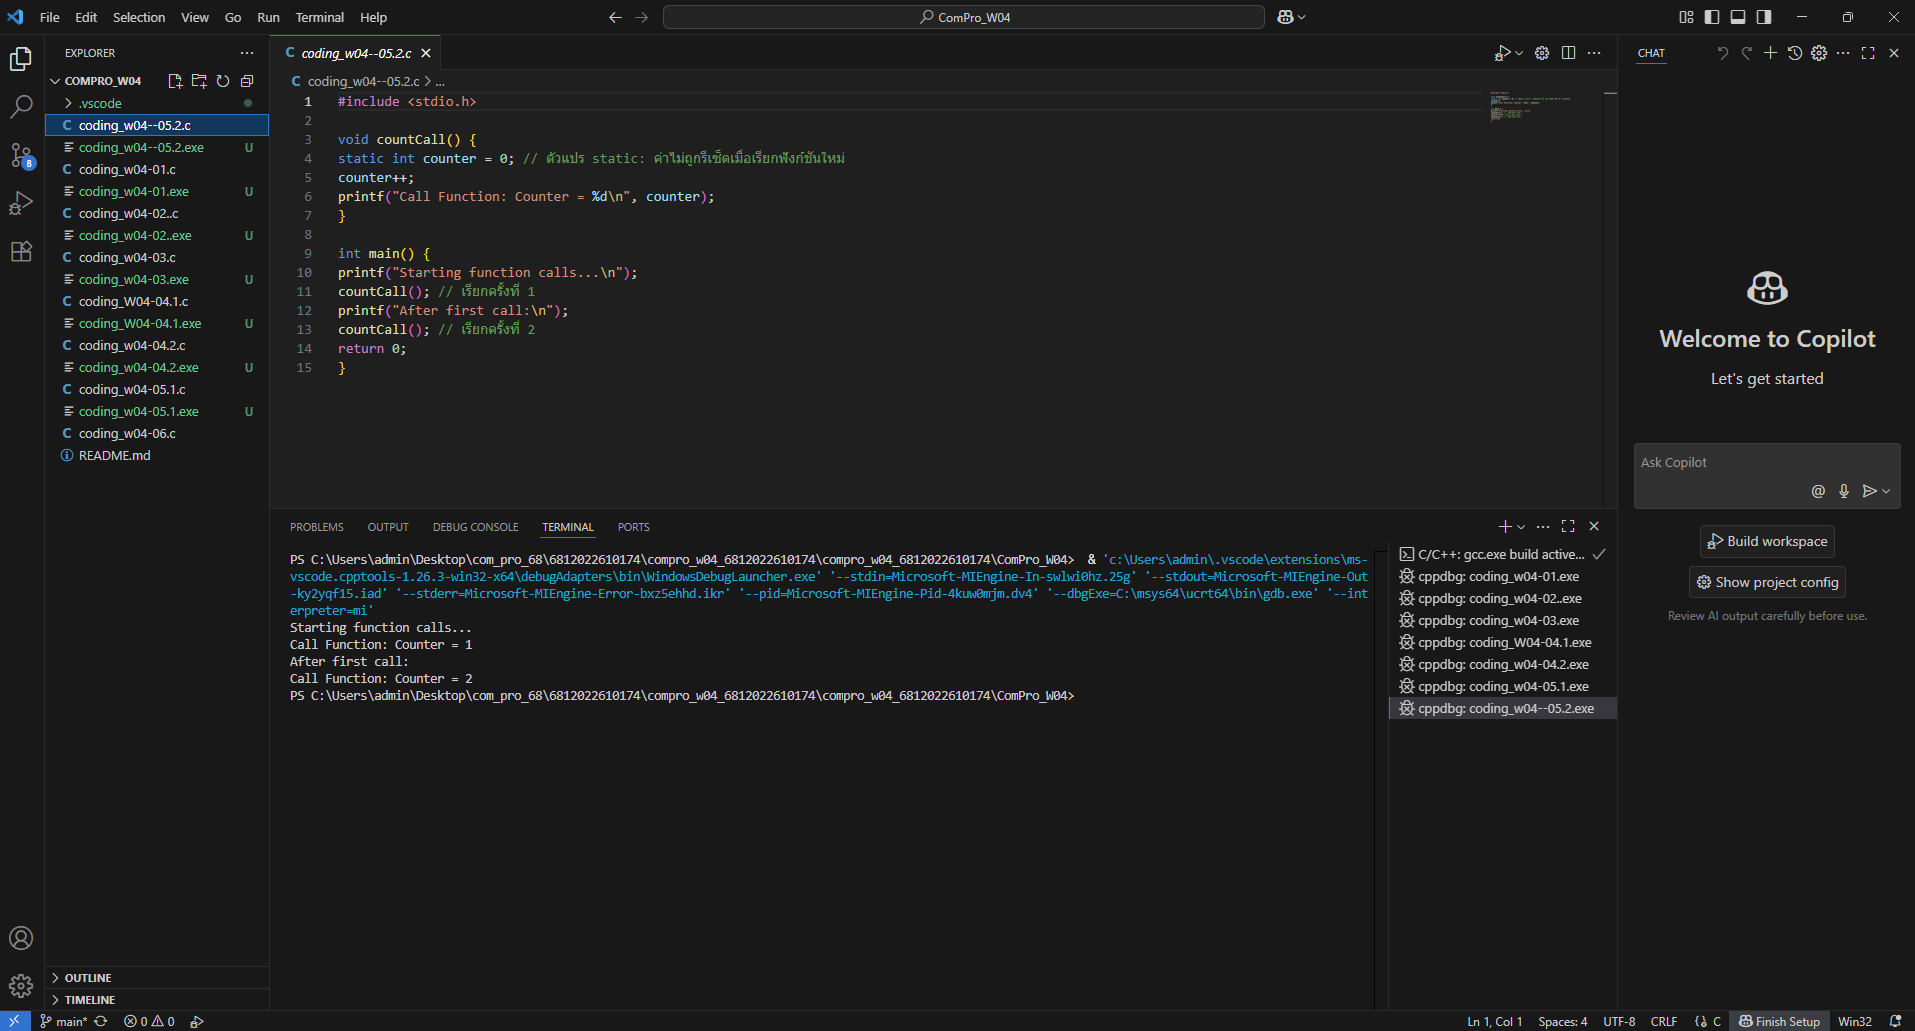 File Edit Selection View Go Run Terminal Help
ComPro_W04
EXPLORER
COMPRO_W04
.vscode
C coding_w04--05.2.c
coding_w04--05.2.exe U
C coding_w04-01.c
coding_w04-01.exe U
C coding_w04-02..c
coding_w04-02..exe U
C coding_w04-03.c
coding_w04-03.exe U
C coding_W04-04.1.c
coding_W04-04.1.exe U
C coding_w04-04.2.c
coding_w04-04.2.exe U
C coding_w04-05.1.c
coding_w04-05.1.exe U
C coding_w04-06.c
README.md
8
OUTLINE
TIMELINE
C coding_w04--05.2.c
C coding_w04--05.2.c > ...
1 #include <stdio.h>
2
3 void countCall() {
4 static int counter = 0; // ตัวแปร static: ค่าไม่ถูกรีเซ็ตเมื่อเรียกฟังก์ชันใหม่
5 counter++;
6 printf("Call Function: Counter = %d\n", counter);
7 }
8
9 int main() {
10 printf("Starting function calls...\n");
11 countCall(); // เรียกครั้งที่ 1
12 printf("After first call:\n");
13 countCall(); // เรียกครั้งที่ 2
14 return 0;
15 }
PROBLEMS OUTPUT DEBUG CONSOLE TERMINAL PORTS
PS C:\Users\admin\Desktop\com_pro_68\6812022610174\compro_w04_6812022610174\compro_w04_6812022610174\ComPro_W04> & 'c:\Users\admin\.vscode\extensions\ms-
vscode.cpptools-1.26.3-win32-x64\debugAdapters\bin\WindowsDebugLauncher.exe' '--stdin=Microsoft-MIEngine-In-swlwi0hz.25g' '--stdout=Microsoft-MIEngine-Out
-ky2yqf15.iad' '--stderr=Microsoft-MIEngine-Error-bxz5ehhd.ikr' '--pid=Microsoft-MIEngine-Pid-4kuw0mjm.dv4' '--dbgExe=C:\msys64\ucrt64\bin\gdb.exe' '--int
erpreter=mi'
Starting function calls...
Call Function: Counter = 1
After first call:
Call Function: Counter = 2
PS C:\Users\admin\Desktop\com_pro_68\6812022610174\compro_w04_6812022610174\compro_w04_6812022610174\ComPro_W04>
C/C++: gcc.exe build active...
cppdbg: coding_w04-01.exe
cppdbg: coding_w04-02..exe
cppdbg: coding_w04-03.exe
cppdbg: coding_W04-04.1.exe
cppdbg: coding_w04-04.2.exe
cppdbg: coding_w04-05.1.exe
cppdbg: coding_w04--05.2.exe
CHAT
Welcome to Copilot
Let's get started
Ask Copilot
@
Build workspace
Show project config
Review AI output carefully before use.
main* 0 0
Ln 1, Col 1 Spaces: 4 UTF-8 CRLF {} C Finish Setup Win32